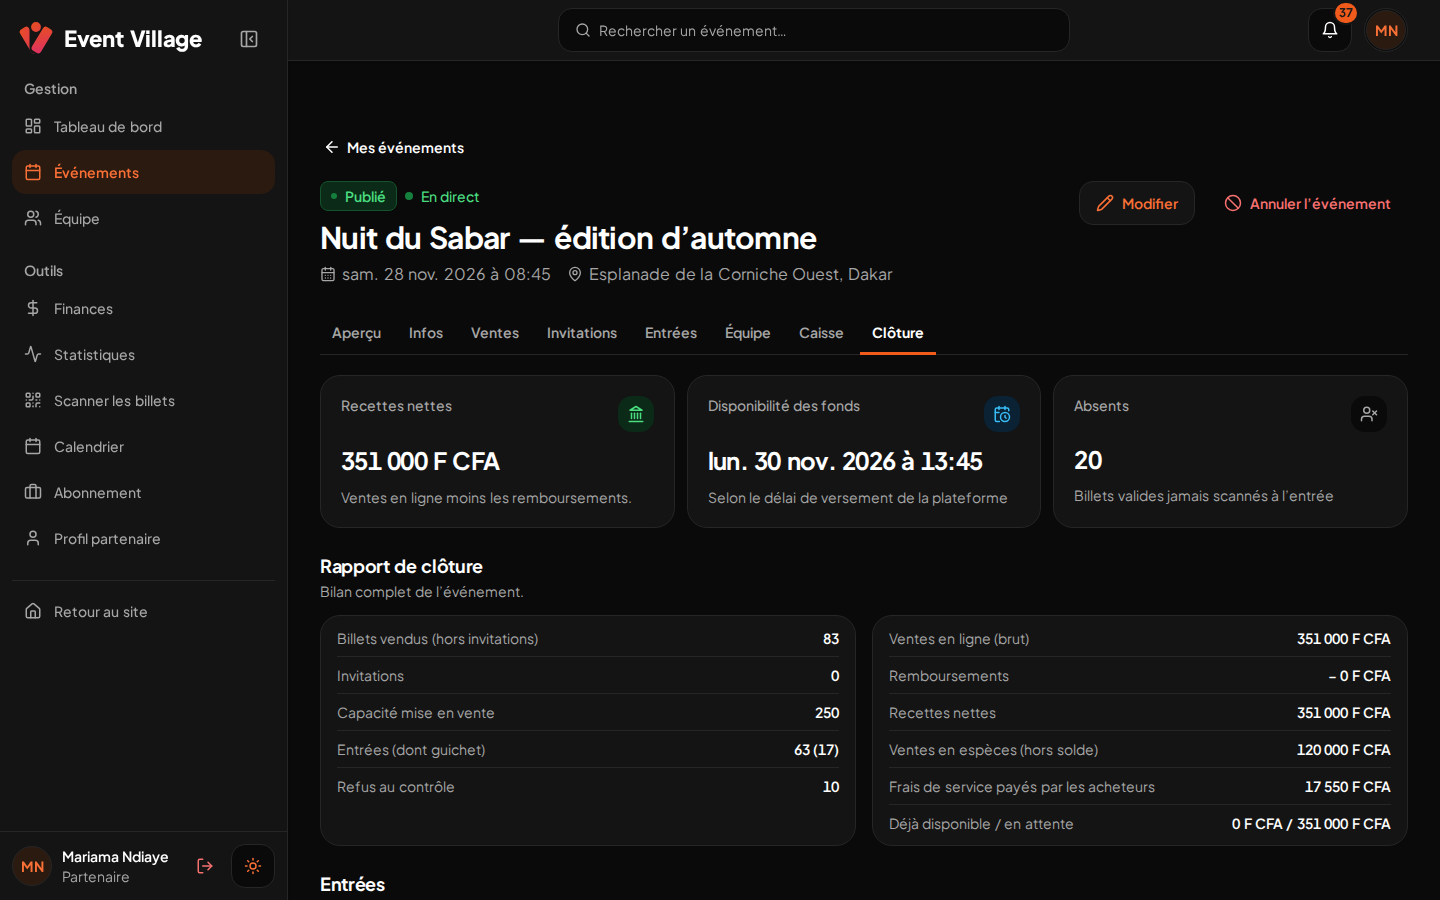 Event Village
Rechercher un événement...
37
MN
Gestion
Tableau de bord
Événements
Équipe
Outils
Finances
Statistiques
Scanner les billets
Calendrier
Abonnement
Profil partenaire
Retour au site
MN
Mariama Ndiaye
Partenaire
Mes événements
Publié
En direct
Modifier
Annuler l’événement
Nuit du Sabar — édition d’automne
sam. 28 nov. 2026 à 08:45
Esplanade de la Corniche Ouest, Dakar
Aperçu
Infos
Ventes
Invitations
Entrées
Équipe
Caisse
Clôture
Recettes nettes
351 000 F CFA
Ventes en ligne moins les remboursements.
Disponibilité des fonds
lun. 30 nov. 2026 à 13:45
Selon le délai de versement de la plateforme
Absents
20
Billets valides jamais scannés à l’entrée
Rapport de clôture
Bilan complet de l’événement.
Billets vendus (hors invitations) 83
Invitations 0
Capacité mise en vente 250
Entrées (dont guichet) 63 (17)
Refus au contrôle 10
Ventes en ligne (brut) 351 000 F CFA
Remboursements – 0 F CFA
Recettes nettes 351 000 F CFA
Ventes en espèces (hors solde) 120 000 F CFA
Frais de service payés par les acheteurs 17 550 F CFA
Déjà disponible / en attente 0 F CFA / 351 000 F CFA
Entrées